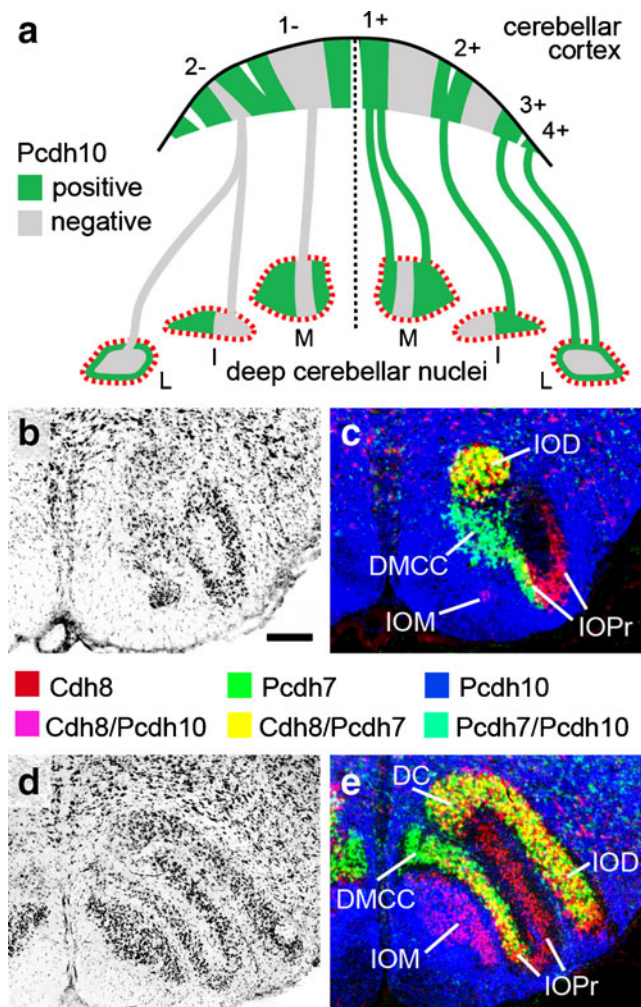 a
1-
1+
cerebellar
cortex
2-
2+
3+
4+
Pcdh10
positive
negative
M
M
I
I
L
L
deep cerebellar nuclei
b
c
IOD
DMCC
IOM
IOPr
Cdh8
Pcdh7
Pcdh10
Cdh8/Pcdh10
Cdh8/Pcdh7
Pcdh7/Pcdh10
d
e
DC
IOD
DMCC
IOM
IOPr